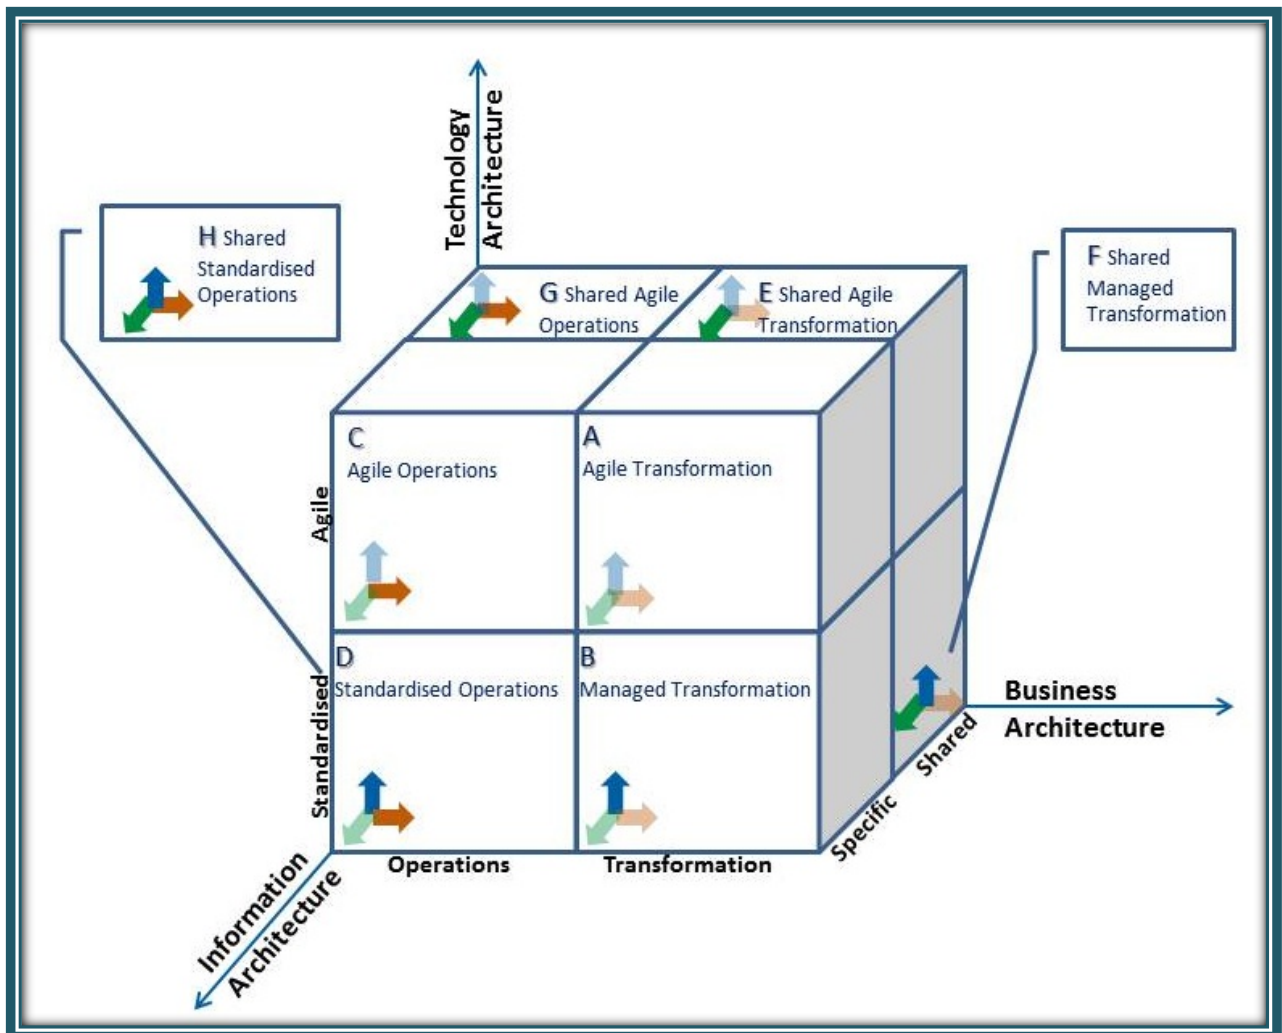 Technology
Architecture
H Shared
Standardised
Operations
F Shared
Managed
Transformation
G Shared Agile
Operations
E Shared Agile
Transformation
C
Agile Operations
A
Agile Transformation
Agile
D
Standardised Operations
B
Managed Transformation
Standardised
Business
Architecture
Shared
Specific
Operations
Transformation
Information
Architecture